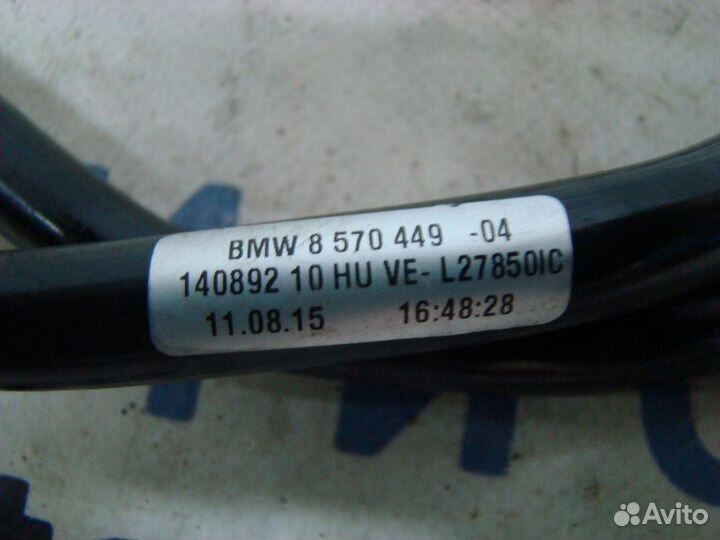 BMW 8 570 449 -04
140892 10 HU VE- L27850IC
11.08.15 16:48:28
Avito